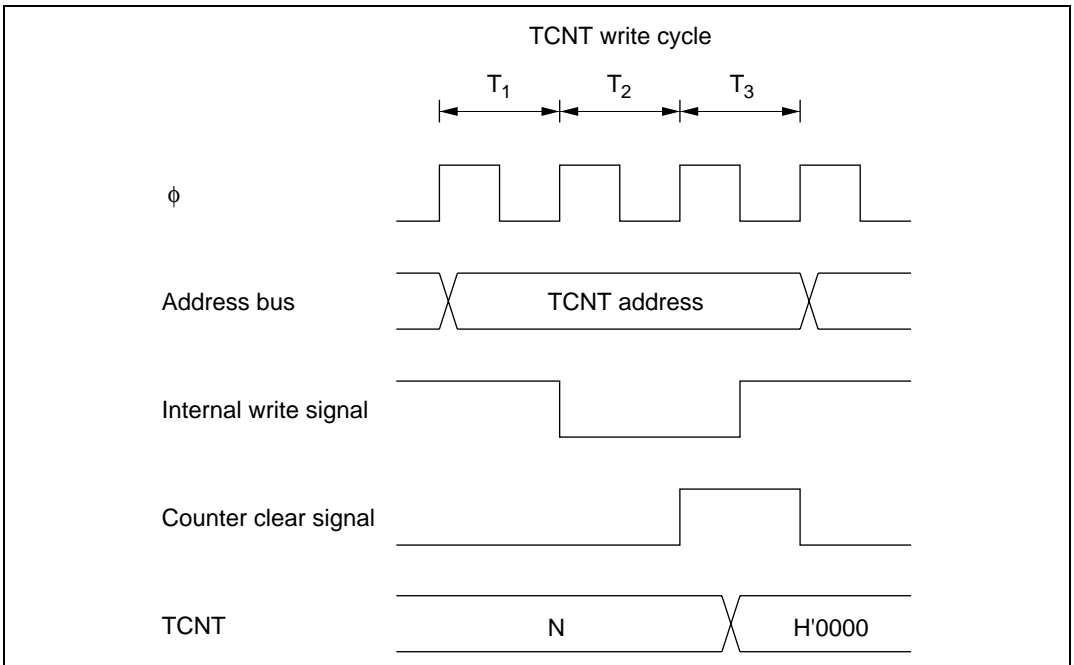 TCNT write cycle
T1 T2 T3
ϕ
Address bus TCNT address
Internal write signal
Counter clear signal
TCNT N H'0000